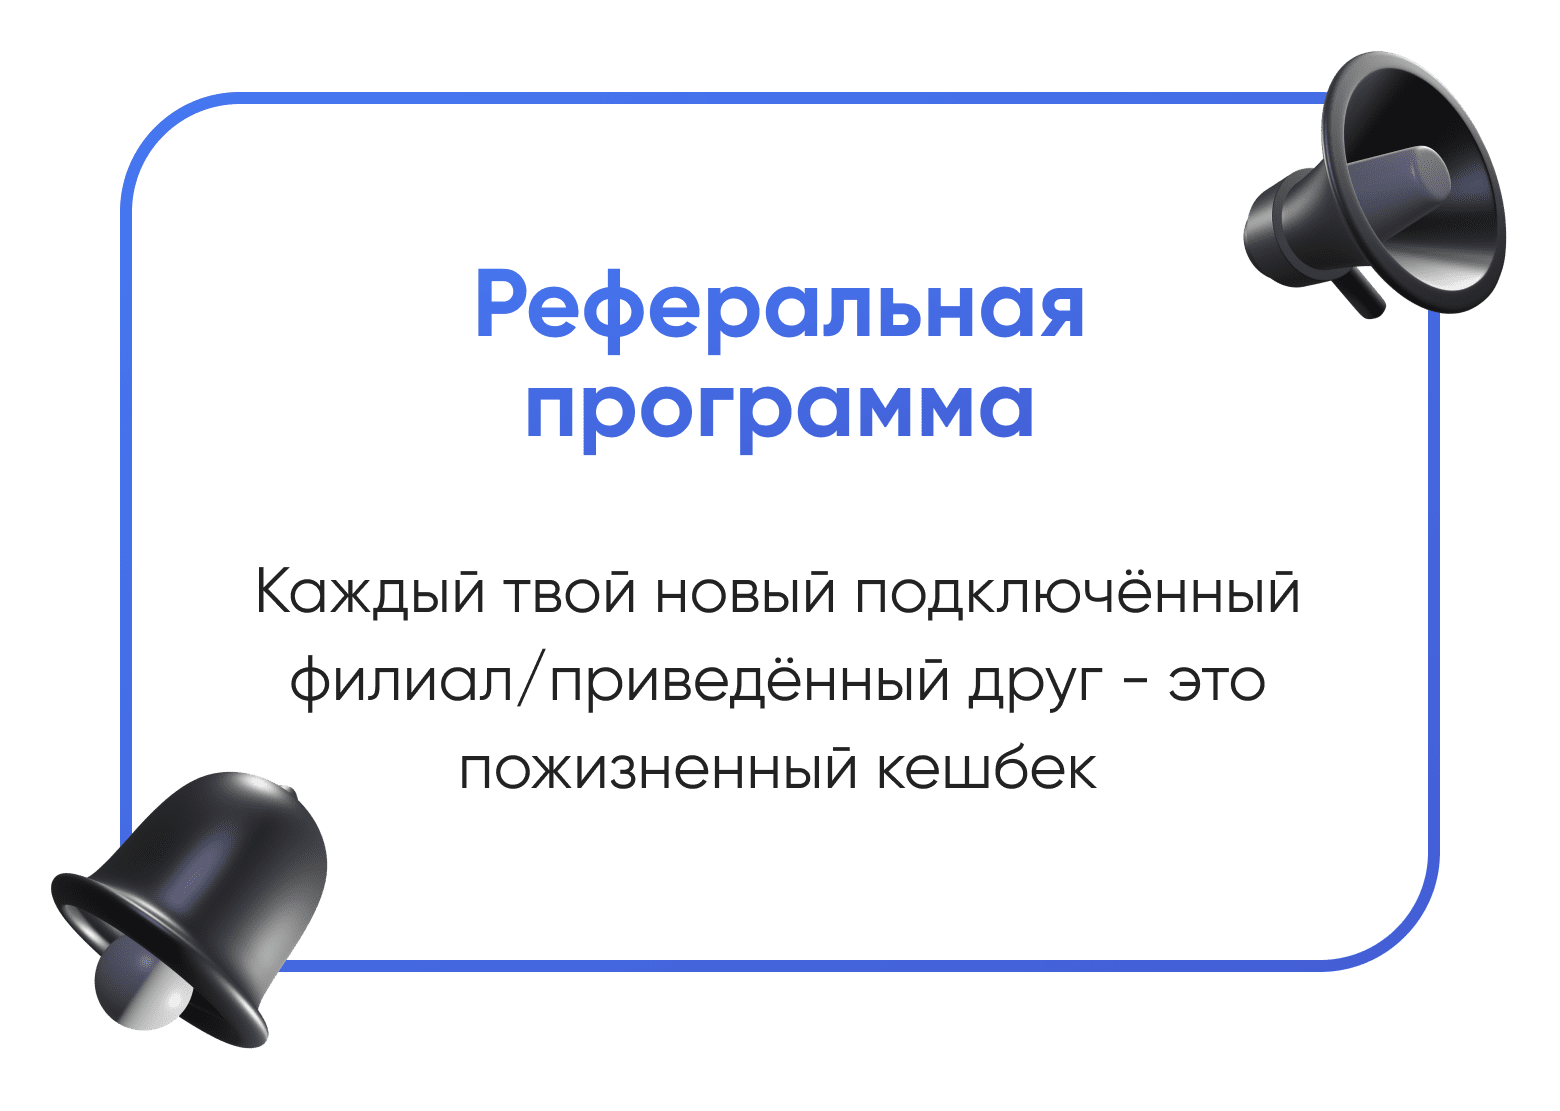 Реферальная
программа
Каждый твой новый подключённый
филиал/приведённый друг - это
пожизненный кешбек